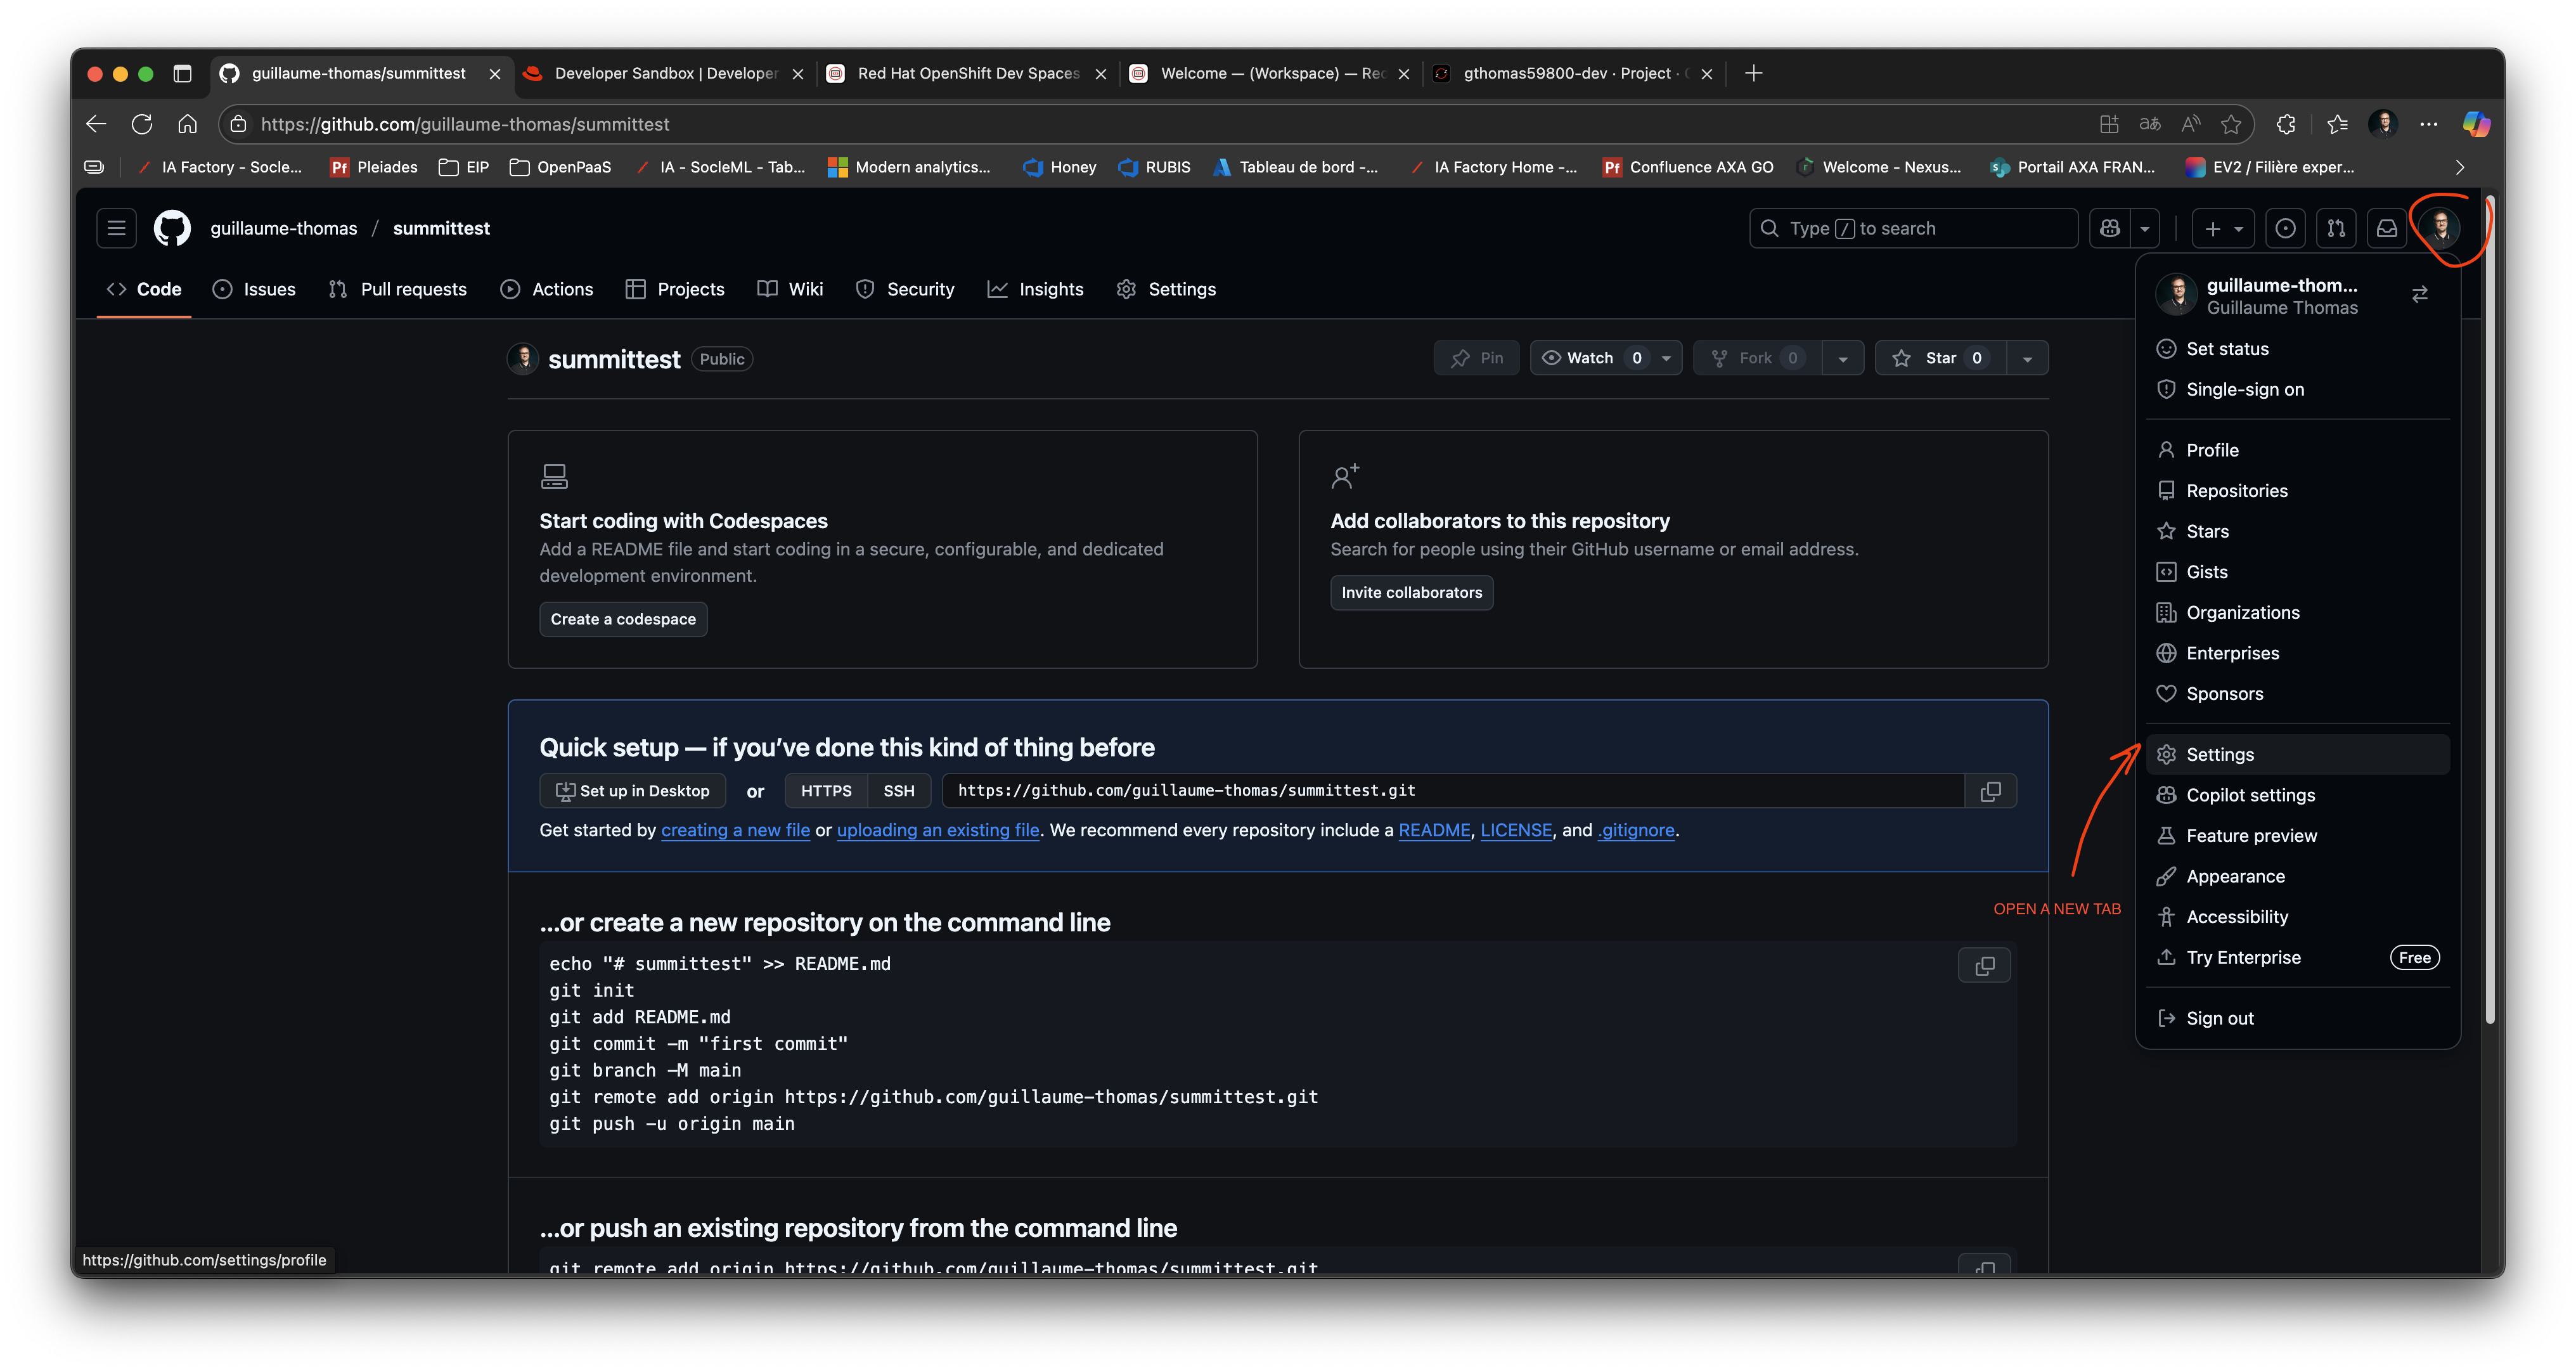 guillaume-thomas/summittest
Developer Sandbox | Developer
Red Hat OpenShift Dev Spaces
Welcome — (Workspace) — Re
gthomas59800-dev · Project ·
https://github.com/guillaume-thomas/summittest
IA Factory - Socle...
Pleiades
EIP
OpenPaaS
IA - SocleML - Tab...
Modern analytics...
Honey
RUBIS
Tableau de bord -...
IA Factory Home -...
Confluence AXA GO
Welcome - Nexus...
Portail AXA FRAN...
EV2 / Filière exper...
guillaume-thomas / summittest
Type / to search
Code
Issues
Pull requests
Actions
Projects
Wiki
Security
Insights
Settings
summittest Public
Pin
Watch 0
Fork 0
Star 0
Start coding with Codespaces
Add a README file and start coding in a secure, configurable, and dedicated
development environment.
Create a codespace
Add collaborators to this repository
Search for people using their GitHub username or email address.
Invite collaborators
Quick setup — if you’ve done this kind of thing before
Set up in Desktop or HTTPS SSH https://github.com/guillaume-thomas/summittest.git
Get started by creating a new file or uploading an existing file. We recommend every repository include a README, LICENSE, and .gitignore.
...or create a new repository on the command line
echo "# summittest" >> README.md
git init
git add README.md
git commit -m "first commit"
git branch -M main
git remote add origin https://github.com/guillaume-thomas/summittest.git
git push -u origin main
...or push an existing repository from the command line
git remote add origin https://github.com/guillaume-thomas/summittest.git
guillaume-thom...
Guillaume Thomas
Set status
Single-sign on
Profile
Repositories
Stars
Gists
Organizations
Enterprises
Sponsors
Settings
Copilot settings
Feature preview
Appearance
Accessibility
Try Enterprise Free
Sign out
OPEN A NEW TAB
https://github.com/settings/profile